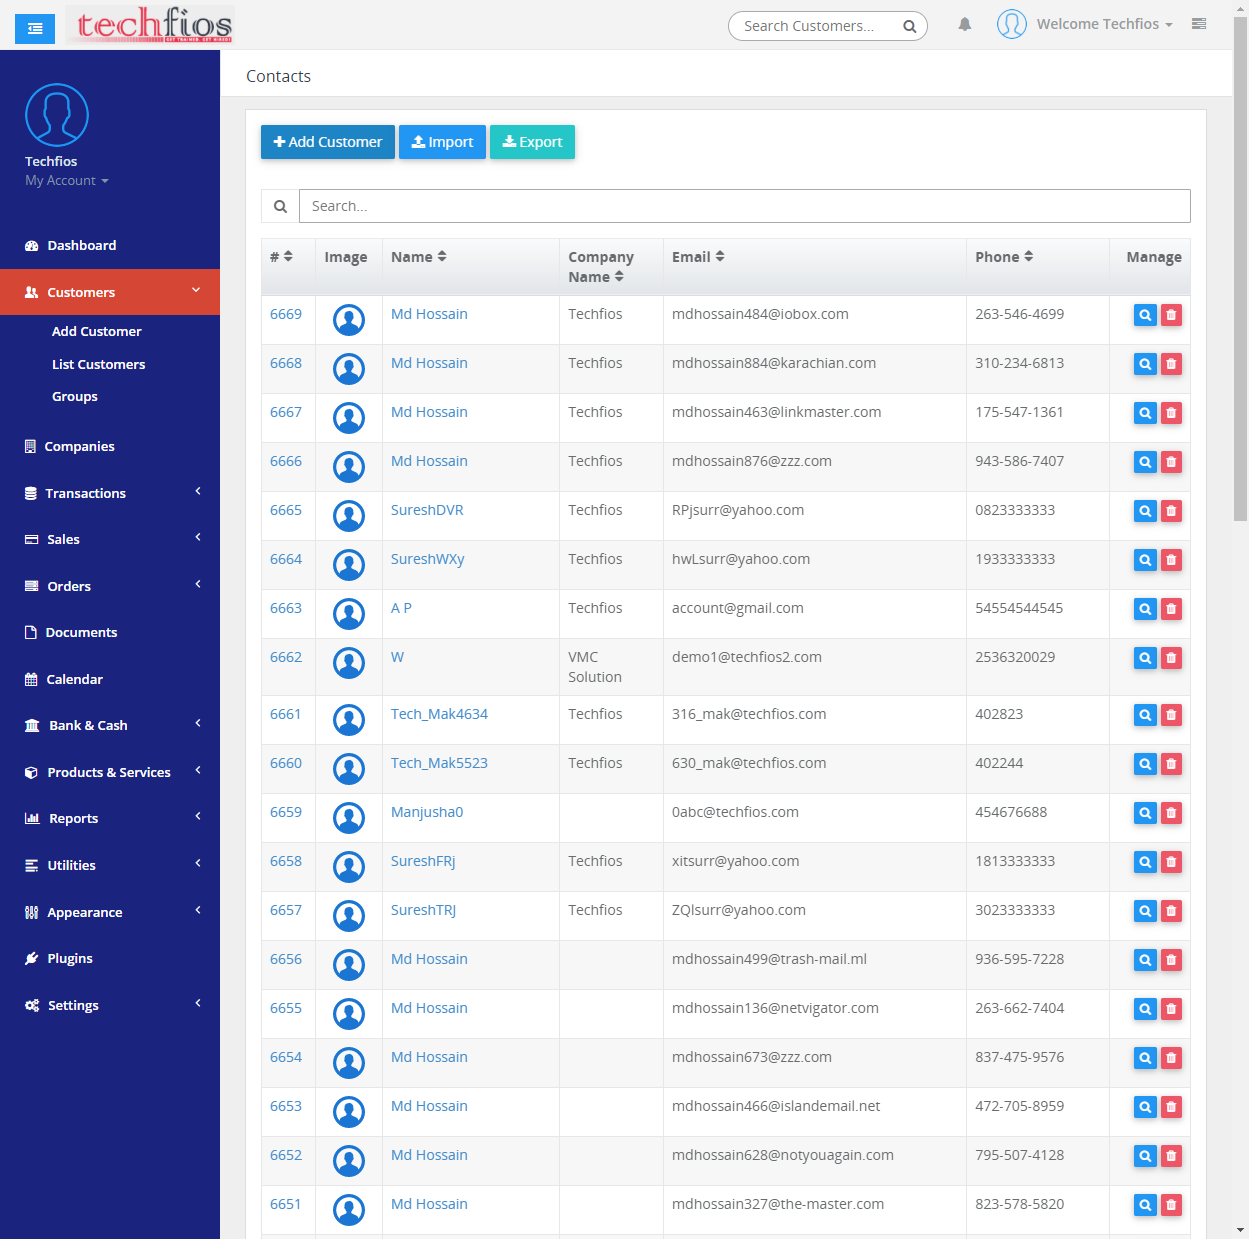 techfios
Search Customers...
Welcome Techfios
Techfios
My Account
Dashboard
Customers
Add Customer
List Customers
Groups
Companies
Transactions
Sales
Orders
Documents
Calendar
Bank & Cash
Products & Services
Reports
Utilities
Appearance
Plugins
Settings
Contacts
Add Customer Import Export
Search...
# Image Name Company Name Email Phone Manage
6669 Md Hossain Techfios mdhossain484@iobox.com 263-546-4699
6668 Md Hossain Techfios mdhossain884@karachian.com 310-234-6813
6667 Md Hossain Techfios mdhossain463@linkmaster.com 175-547-1361
6666 Md Hossain Techfios mdhossain876@zzz.com 943-586-7407
6665 SureshDVR Techfios RPjsurr@yahoo.com 0823333333
6664 SureshWXy Techfios hwLsurr@yahoo.com 1933333333
6663 A P Techfios account@gmail.com 54554544545
6662 W VMC Solution demo1@techfios2.com 2536320029
6661 Tech_Mak4634 Techfios 316_mak@techfios.com 402823
6660 Tech_Mak5523 Techfios 630_mak@techfios.com 402244
6659 Manjusha0 0abc@techfios.com 454676688
6658 SureshFRj Techfios xitsurr@yahoo.com 1813333333
6657 SureshTRJ Techfios ZQlsurr@yahoo.com 3023333333
6656 Md Hossain mdhossain499@trash-mail.ml 936-595-7228
6655 Md Hossain mdhossain136@netvigator.com 263-662-7404
6654 Md Hossain mdhossain673@zzz.com 837-475-9576
6653 Md Hossain mdhossain466@islandemail.net 472-705-8959
6652 Md Hossain mdhossain628@notyouagain.com 795-507-4128
6651 Md Hossain mdhossain327@the-master.com 823-578-5820